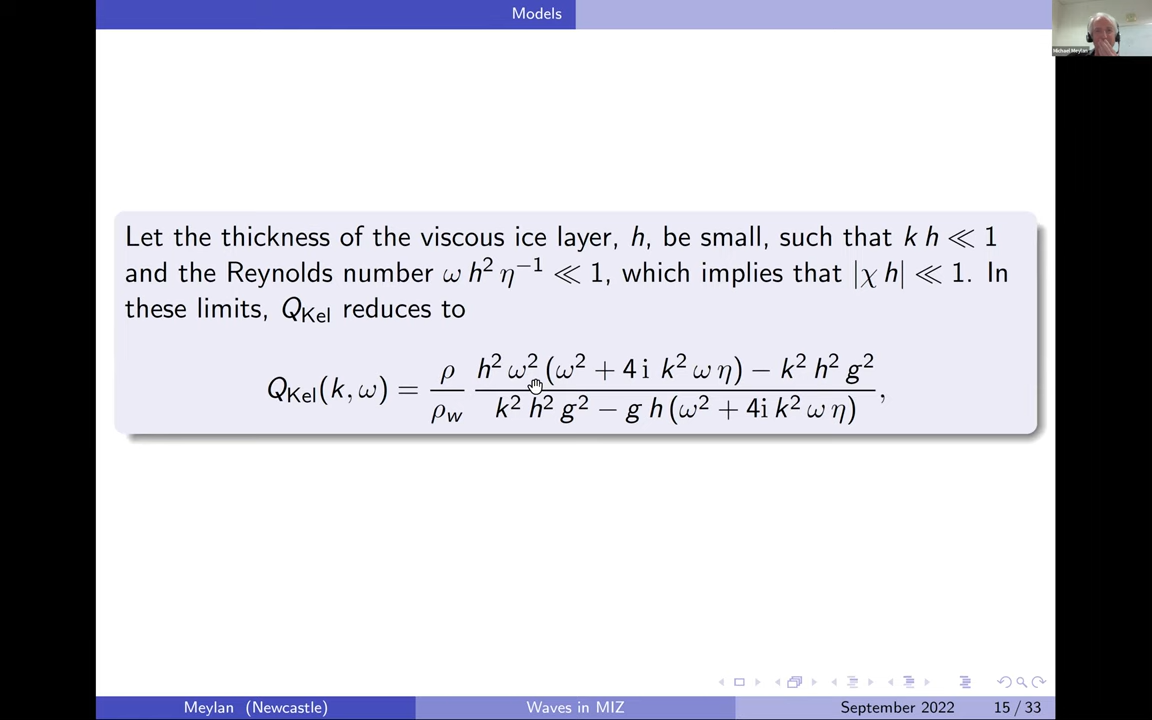 Models
Michael Meylan
Let the thickness of the viscous ice layer, h, be small, such that k h ≪ 1
and the Reynolds number ω h² η⁻¹ ≪ 1, which implies that |χ h| ≪ 1. In
these limits, Q_Kel reduces to
Q_Kel(k, ω) = ρ/ρ_w (h² ω² (ω² + 4 i k² ω η) − k² h² g²)/(k² h² g² − g h (ω² + 4i k² ω η)),
Meylan (Newcastle) Waves in MIZ September 2022 15 / 33